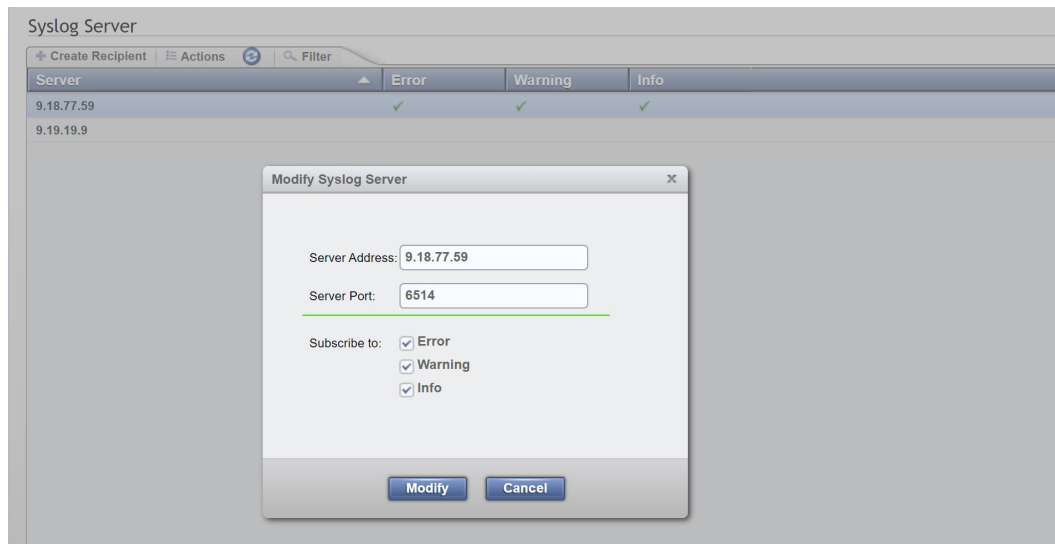 Syslog Server
Create Recipient Actions Filter
Server Error Warning Info
9.18.77.59
9.19.19.9
Modify Syslog Server x
Server Address: 9.18.77.59
Server Port: 6514
Subscribe to: Error
Warning
Info
Modify Cancel